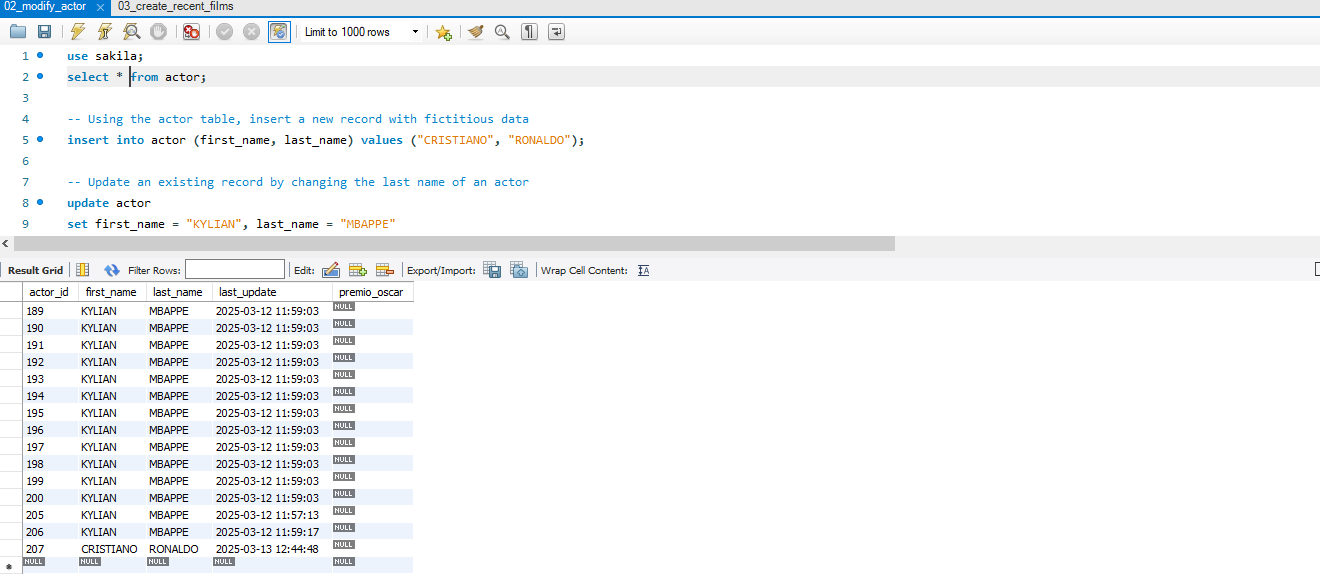 02_modify_actor × 03_create_recent_films
Limit to 1000 rows
1 use sakila;
2 select * from actor;
3
4 -- Using the actor table, insert a new record with fictitious data
5 insert into actor (first_name, last_name) values ("CRISTIANO", "RONALDO");
6
7 -- Update an existing record by changing the last name of an actor
8 update actor
9 set first_name = "KYLIAN", last_name = "MBAPPE"
Result Grid Filter Rows: Edit: Export/Import: Wrap Cell Content:
actor_id first_name last_name last_update premio_oscar
189 KYLIAN MBAPPE 2025-03-12 11:59:03 NULL
190 KYLIAN MBAPPE 2025-03-12 11:59:03 NULL
191 KYLIAN MBAPPE 2025-03-12 11:59:03 NULL
192 KYLIAN MBAPPE 2025-03-12 11:59:03 NULL
193 KYLIAN MBAPPE 2025-03-12 11:59:03 NULL
194 KYLIAN MBAPPE 2025-03-12 11:59:03 NULL
195 KYLIAN MBAPPE 2025-03-12 11:59:03 NULL
196 KYLIAN MBAPPE 2025-03-12 11:59:03 NULL
197 KYLIAN MBAPPE 2025-03-12 11:59:03 NULL
198 KYLIAN MBAPPE 2025-03-12 11:59:03 NULL
199 KYLIAN MBAPPE 2025-03-12 11:59:03 NULL
200 KYLIAN MBAPPE 2025-03-12 11:59:03 NULL
205 KYLIAN MBAPPE 2025-03-12 11:57:13 NULL
206 KYLIAN MBAPPE 2025-03-12 11:59:17 NULL
207 CRISTIANO RONALDO 2025-03-13 12:44:48 NULL
NULL NULL NULL NULL NULL